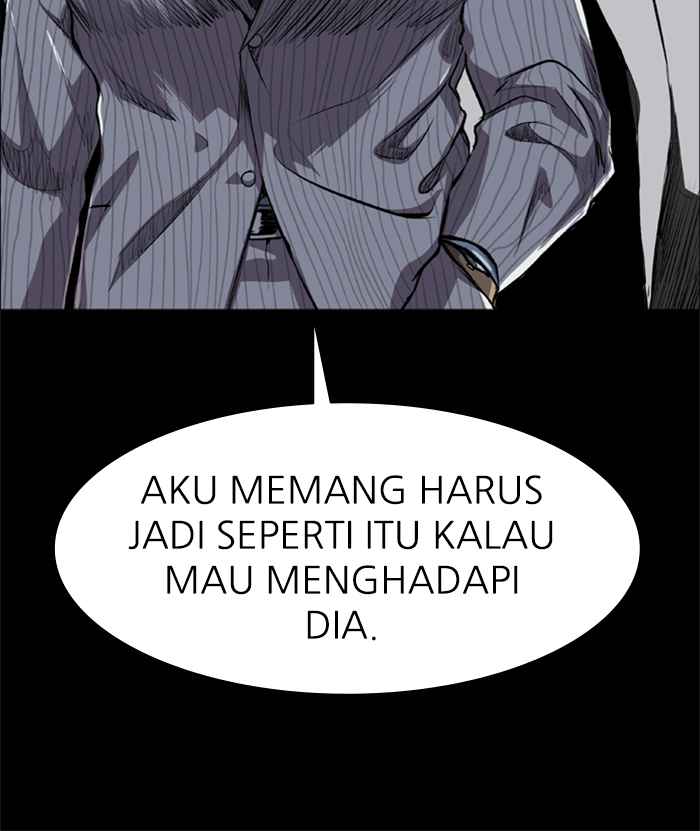 AKU MEMANG HARUS
JADI SEPERTI ITU KALAU
MAU MENGHADAPI
DIA.